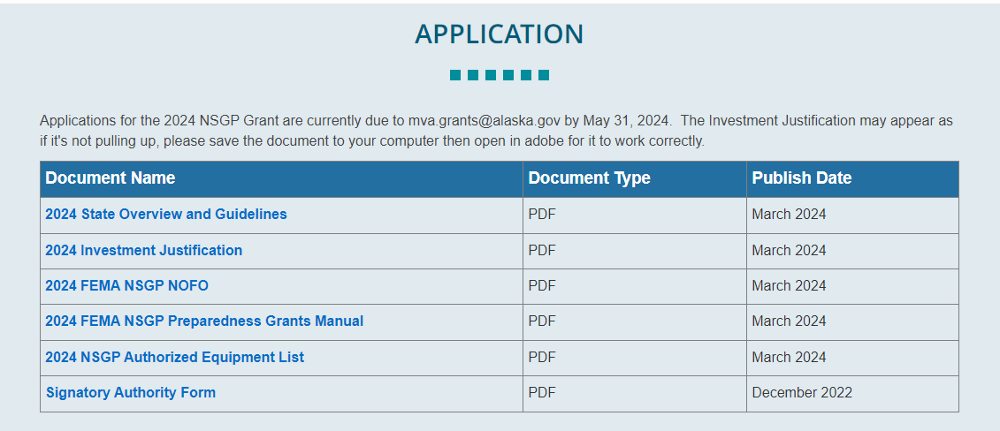 APPLICATION
Applications for the 2024 NSGP Grant are currently due to mva.grants@alaska.gov by May 31, 2024.  The Investment Justification may appear as
if it's not pulling up, please save the document to your computer then open in adobe for it to work correctly.
Document Name Document Type Publish Date
2024 State Overview and Guidelines PDF March 2024
2024 Investment Justification PDF March 2024
2024 FEMA NSGP NOFO PDF March 2024
2024 FEMA NSGP Preparedness Grants Manual PDF March 2024
2024 NSGP Authorized Equipment List PDF March 2024
Signatory Authority Form PDF December 2022